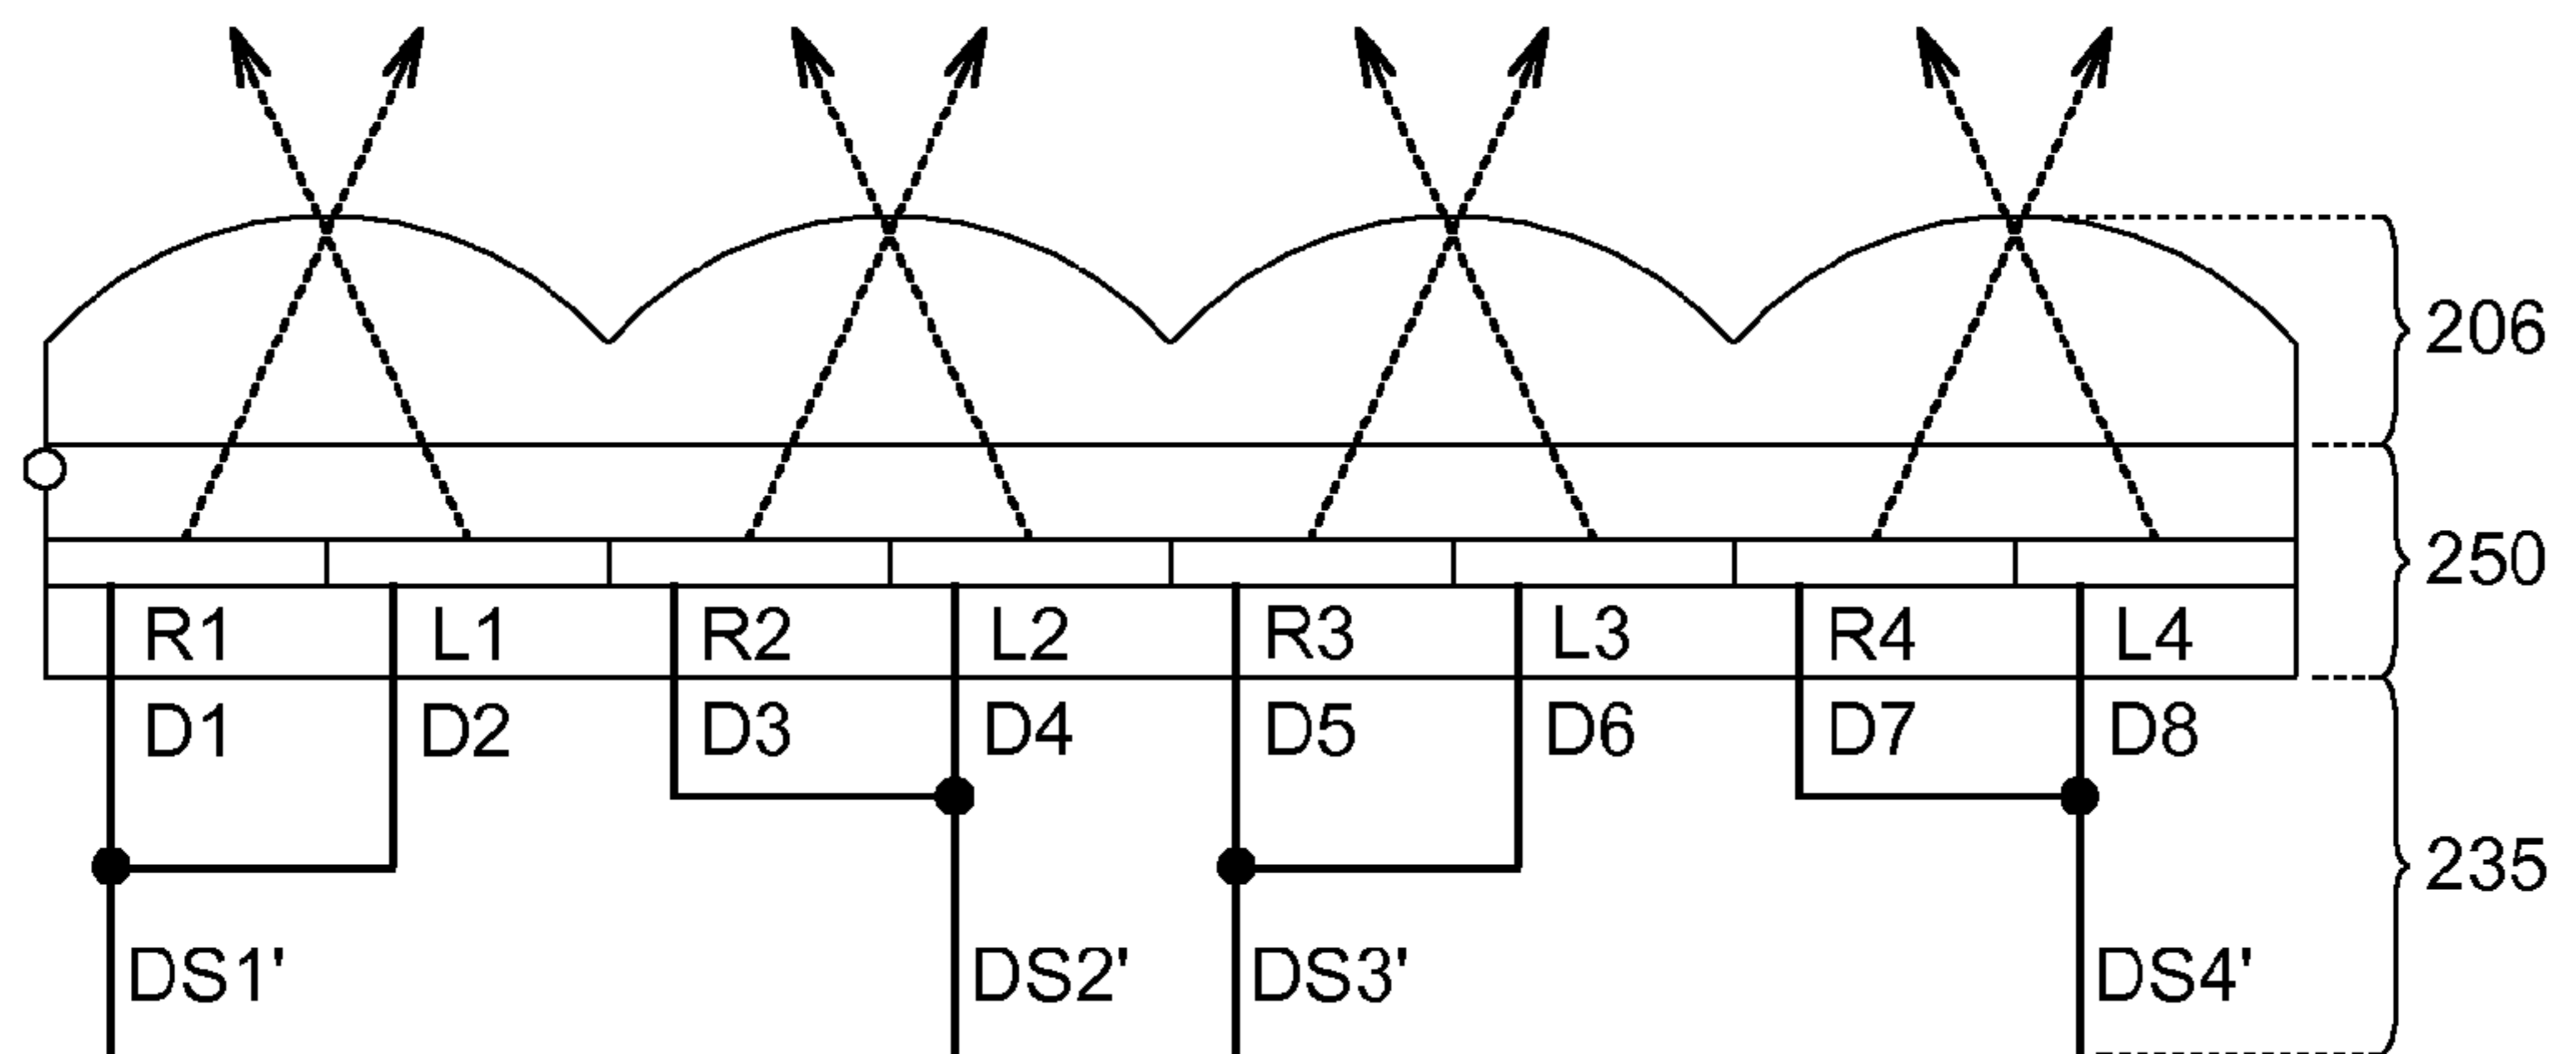 206
250
R1 L1 R2 L2 R3 L3 R4 L4
D1 D2 D3 D4 D5 D6 D7 D8
235
DS1' DS2' DS3' DS4'